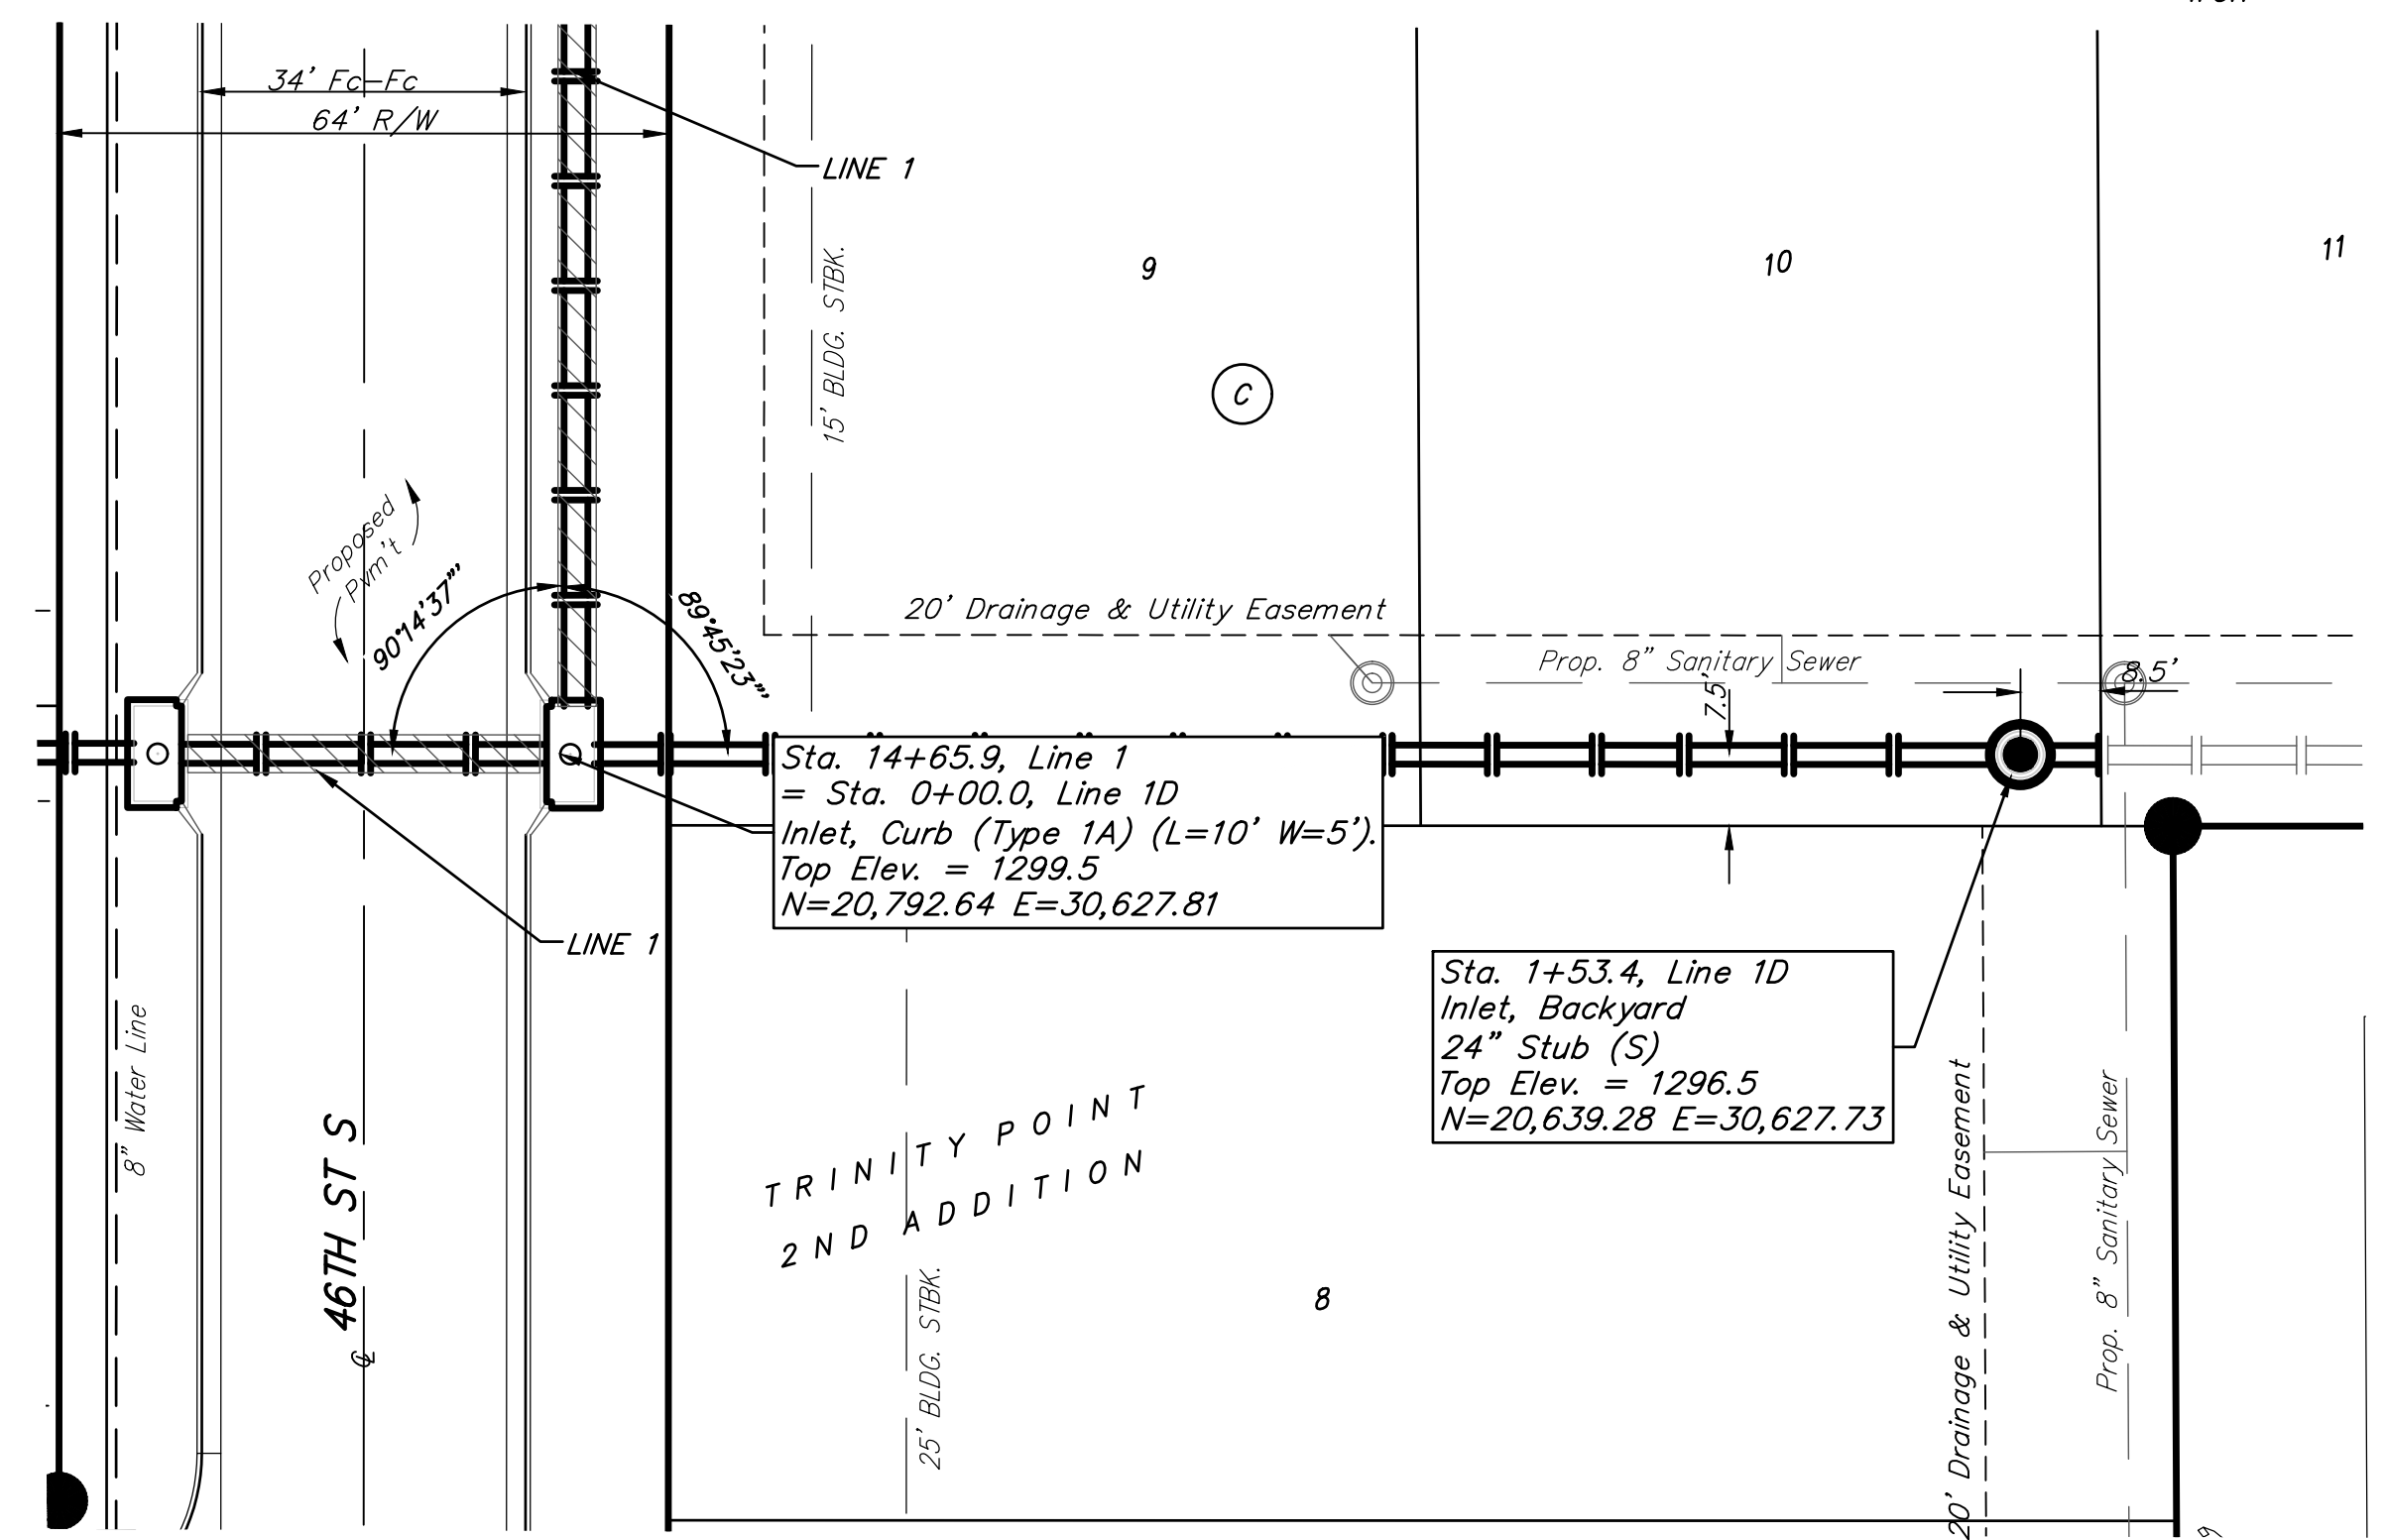 34' Fc-Fc
64' R/W
LINE 1
15' BLDG. STBK.
9
10
11
C
Proposed
Pvm't
90°14'37"'
89°45'23"'
20' Drainage & Utility Easement
Prop. 8" Sanitary Sewer
7.5'
8.5'
Sta. 14+65.9, Line 1
= Sta. 0+00.0, Line 1D
Inlet, Curb (Type 1A) (L=10' W=5').
Top Elev. = 1299.5
N=20,792.64 E=30,627.81
LINE 1
Sta. 1+53.4, Line 1D
Inlet, Backyard
24" Stub (S)
Top Elev. = 1296.5
N=20,639.28 E=30,627.73
8" Water Line
46TH ST S
℄
TRINITY POINT
2ND ADDITION
25' BLDG. STBK.
8
20' Drainage & Utility Easement
Prop. 8" Sanitary Sewer
9